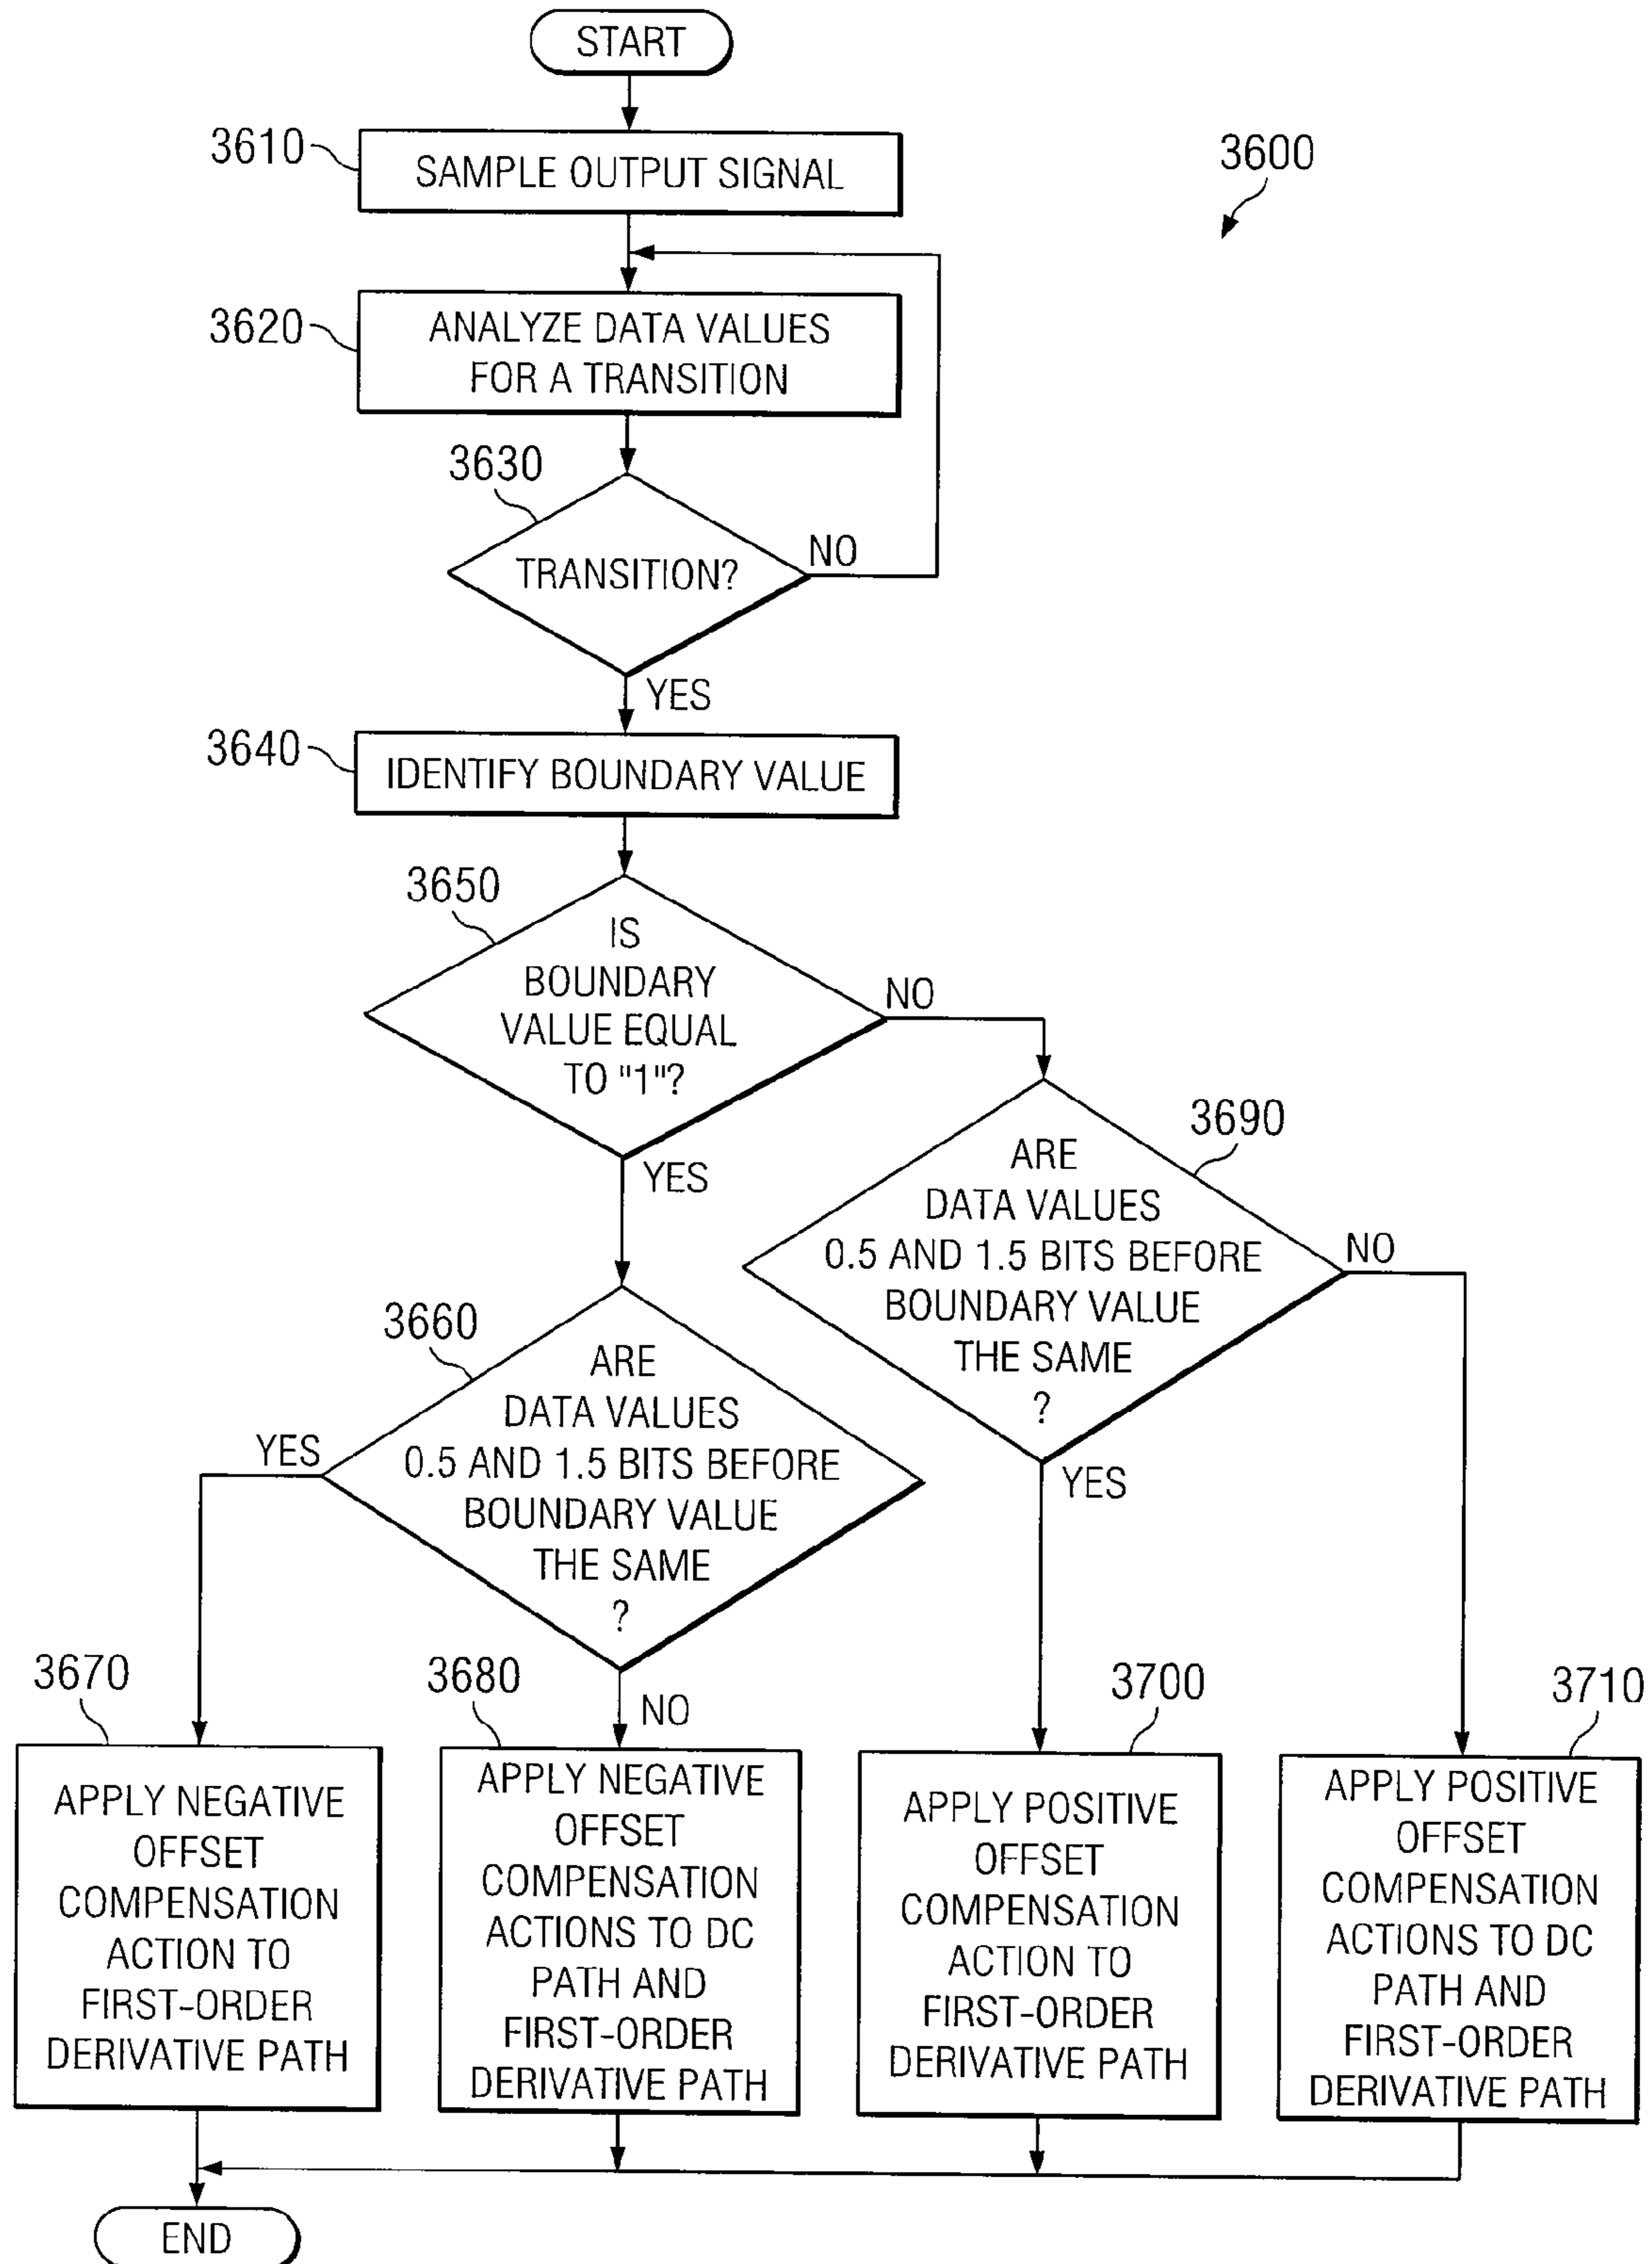 START
3610
SAMPLE OUTPUT SIGNAL
3600
3620
ANALYZE DATA VALUES
FOR A TRANSITION
3630
TRANSITION?
NO
YES
3640
IDENTIFY BOUNDARY VALUE
3650
IS
BOUNDARY
VALUE EQUAL
TO "1"?
NO
YES
3690
ARE
DATA VALUES
0.5 AND 1.5 BITS BEFORE
BOUNDARY VALUE
THE SAME
?
NO
YES
3660
ARE
DATA VALUES
0.5 AND 1.5 BITS BEFORE
BOUNDARY VALUE
THE SAME
?
YES
NO
3670
APPLY NEGATIVE
OFFSET
COMPENSATION
ACTION TO
FIRST-ORDER
DERIVATIVE PATH
3680
APPLY NEGATIVE
OFFSET
COMPENSATION
ACTIONS TO DC
PATH AND
FIRST-ORDER
DERIVATIVE PATH
3700
APPLY POSITIVE
OFFSET
COMPENSATION
ACTION TO
FIRST-ORDER
DERIVATIVE PATH
3710
APPLY POSITIVE
OFFSET
COMPENSATION
ACTIONS TO DC
PATH AND
FIRST-ORDER
DERIVATIVE PATH
END